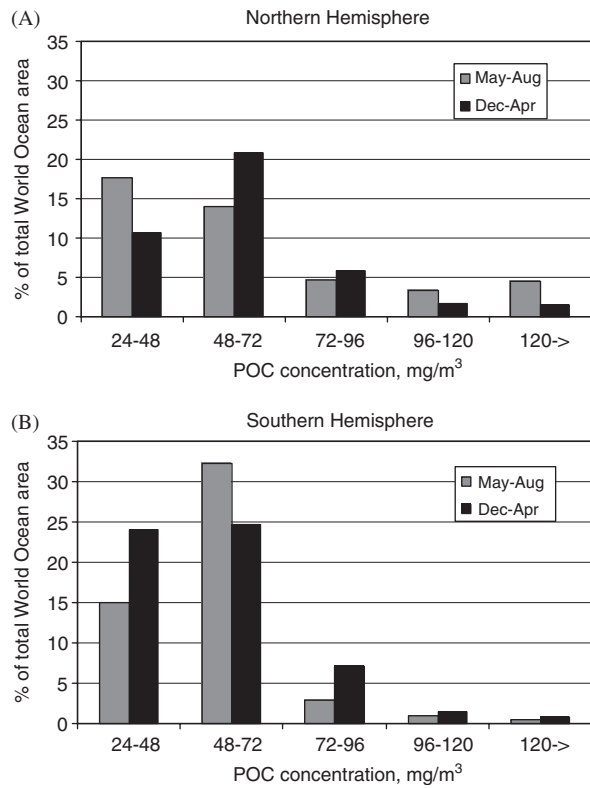 (A)
Northern Hemisphere
35
30
25
20
15
10
5
0
% of total World Ocean area
May-Aug
Dec-Apr
24-48 48-72 72-96 96-120 120->
POC concentration, mg/m³
(B)
Southern Hemisphere
35
30
25
20
15
10
5
0
% of total World Ocean area
May-Aug
Dec-Apr
24-48 48-72 72-96 96-120 120->
POC concentration, mg/m³